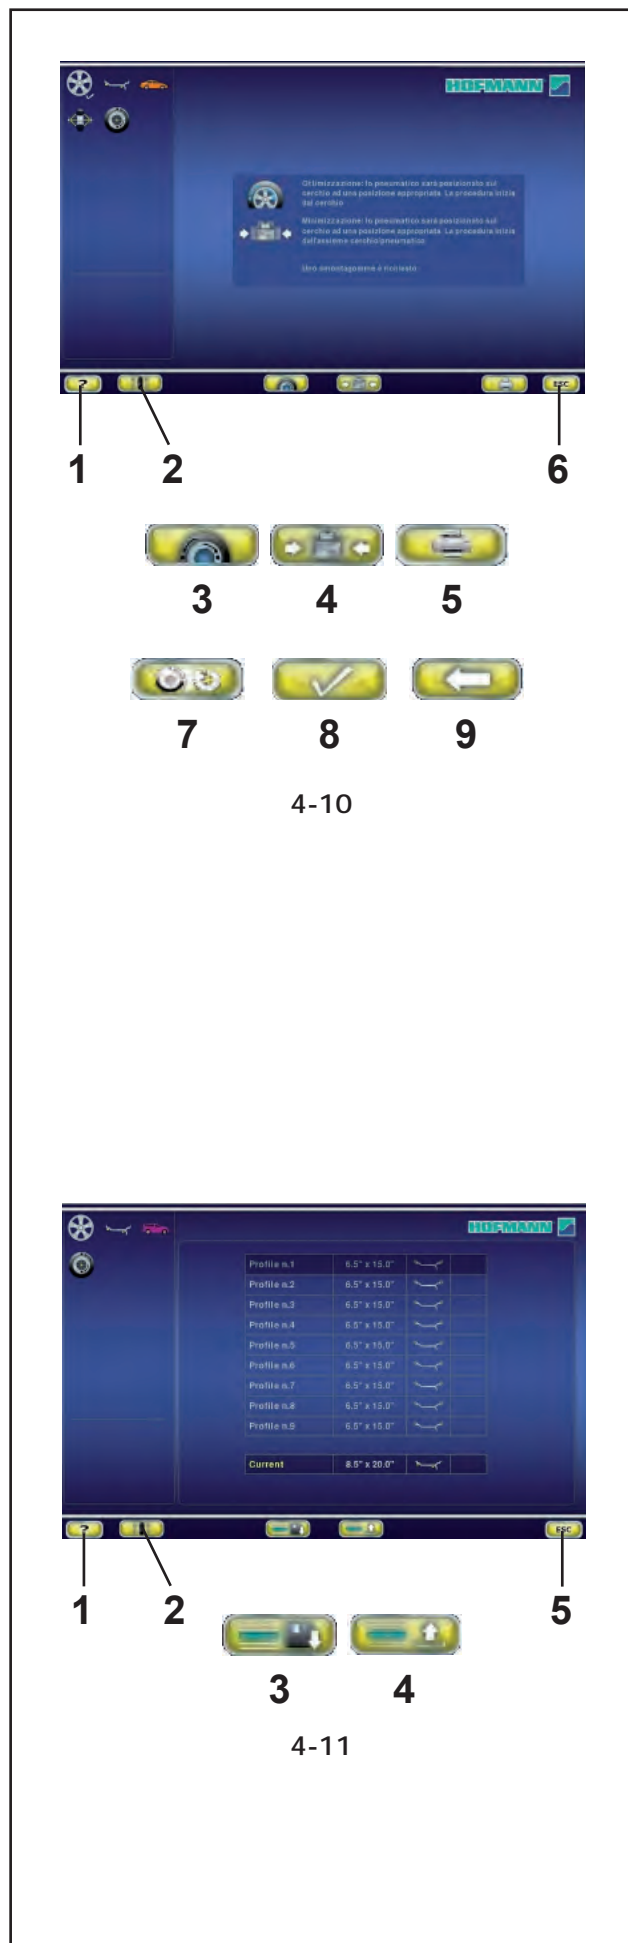 HOFMANN
Ottimizzazione: lo pneumatico sarà posizionato sul
cerchio ad una posizione appropriata. La procedura inizia
dal cerchio
Minimizzazione: lo pneumatico sarà posizionato sul
cerchio ad una posizione appropriata. La procedura inizia
dall'assieme cerchio/pneumatico
Uno smontagomme è richiesto
? ESC
1 2 6
3 4 5
7 8 9
4-10
HOFMANN
Profile n.1 6.5" x 15.0"
Profile n.2 6.5" x 15.0"
Profile n.3 6.5" x 15.0"
Profile n.4 6.5" x 15.0"
Profile n.5 6.5" x 15.0"
Profile n.6 6.5" x 15.0"
Profile n.7 6.5" x 15.0"
Profile n.8 6.5" x 15.0"
Profile n.9 6.5" x 15.0"
Current 8.5" x 20.0"
? ESC
1 2 5
3 4
4-11